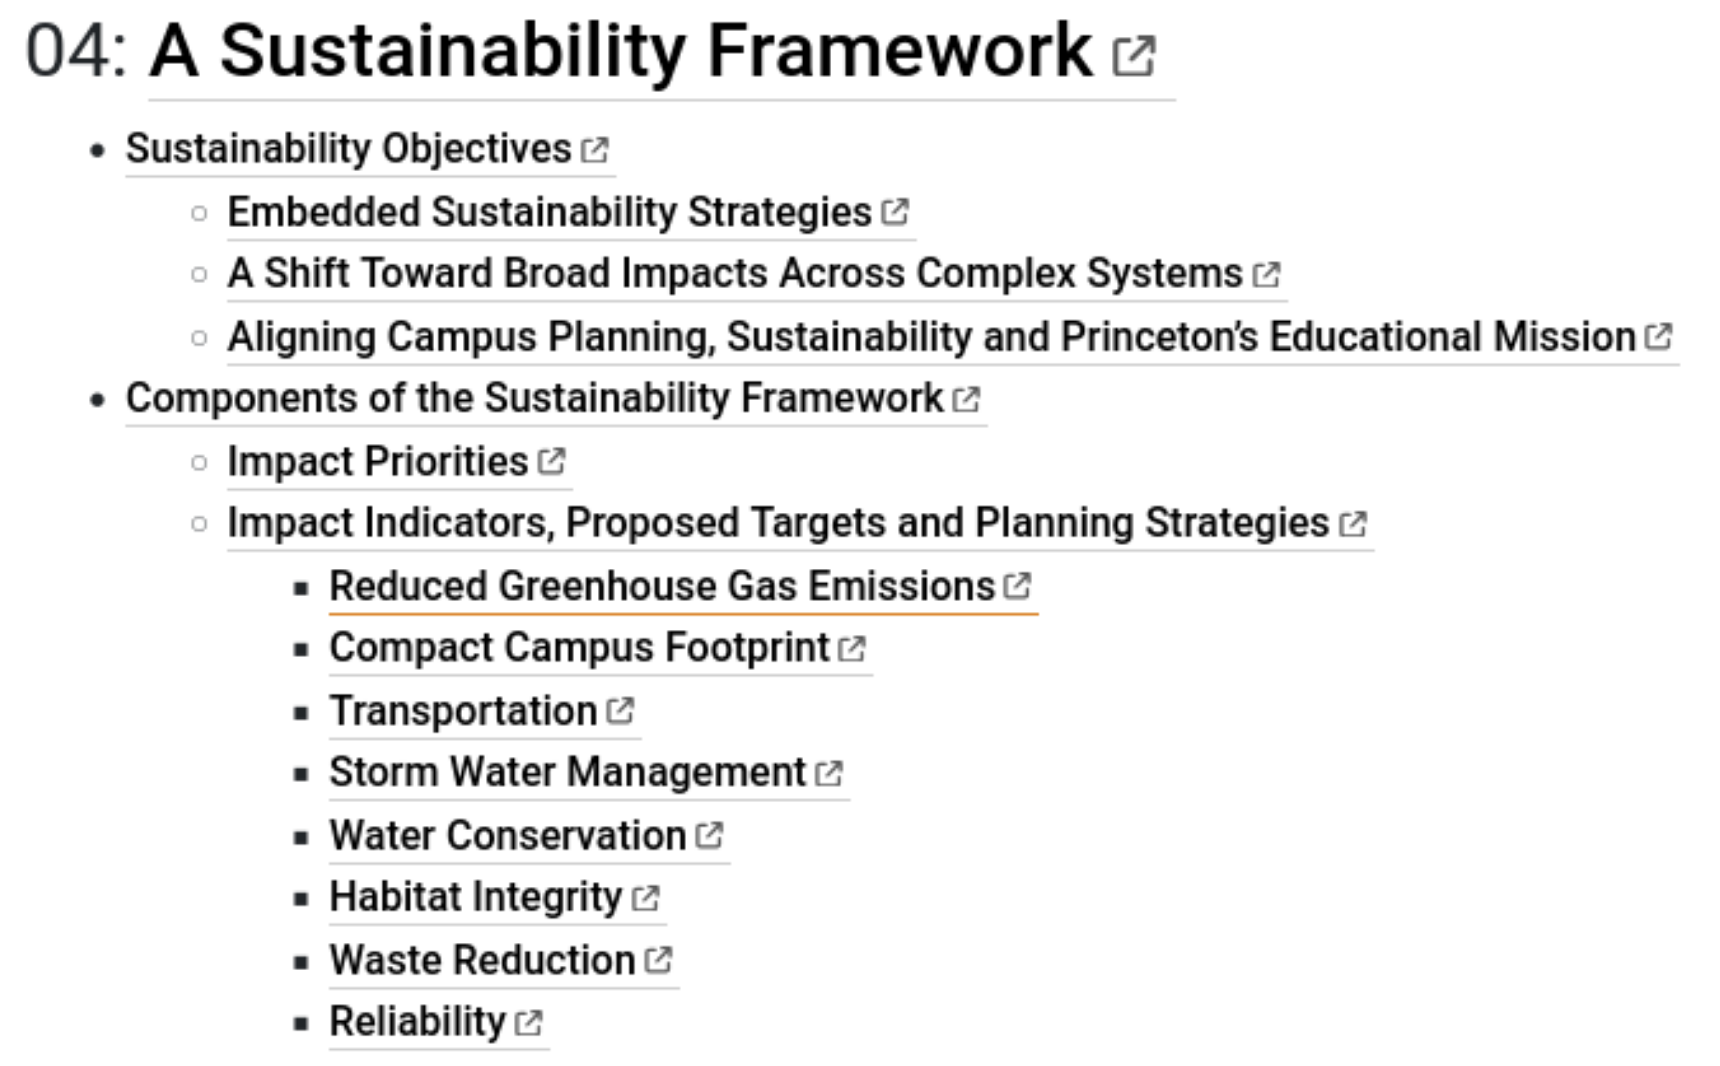 04: A Sustainability Framework
Sustainability Objectives
Embedded Sustainability Strategies
A Shift Toward Broad Impacts Across Complex Systems
Aligning Campus Planning, Sustainability and Princeton’s Educational Mission
Components of the Sustainability Framework
Impact Priorities
Impact Indicators, Proposed Targets and Planning Strategies
Reduced Greenhouse Gas Emissions
Compact Campus Footprint
Transportation
Storm Water Management
Water Conservation
Habitat Integrity
Waste Reduction
Reliability